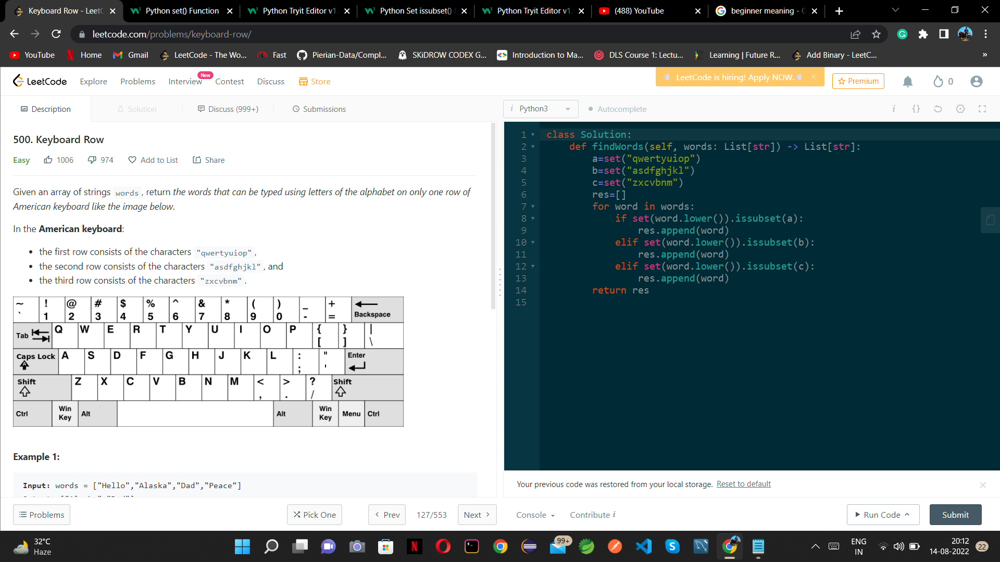 Keyboard Row - LeetC
Python set() Function
Python Tryit Editor v1.
Python Set issubset()
Python Tryit Editor v1.
(488) YouTube
beginner meaning - G
leetcode.com/problems/keyboard-row/
YouTube
Home
Gmail
LeetCode - The Wo...
Fast
Pierian-Data/Compl...
SKiDROW CODEX G...
Introduction to Ma...
DLS Course 1: Lectu...
Learning | Future R...
Add Binary - LeetC...
»
LeetCode
Explore
Problems
Interview
New
Contest
Discuss
Store
LeetCode is hiring! Apply NOW.
Premium
0
Description
Solution
Discuss (999+)
Submissions
i Python3
Autocomplete
i {}
500. Keyboard Row
Easy 1006 974 Add to List Share
Given an array of strings words, return the words that can be typed using letters of the alphabet on only one row of
American keyboard like the image below.
In the American keyboard:
• the first row consists of the characters "qwertyuiop",
• the second row consists of the characters "asdfghjkl", and
• the third row consists of the characters "zxcvbnm".
~ ! @ # $ % ^ & * ( ) _ +
` 1 2 3 4 5 6 7 8 9 0 - = Backspace
Tab Q W E R T Y U I O P { } |
[ ] \
Caps Lock A S D F G H J K L : " Enter
; '
Shift Z X C V B N M < > ? Shift
, . /
Ctrl Win Key Alt Alt Win Key Menu Ctrl
Example 1:
Input: words = ["Hello","Alaska","Dad","Peace"]
1 class Solution:
2 def findWords(self, words: List[str]) -> List[str]:
3 a=set("qwertyuiop")
4 b=set("asdfghjkl")
5 c=set("zxcvbnm")
6 res=[]
7 for word in words:
8 if set(word.lower()).issubset(a):
9 res.append(word)
10 elif set(word.lower()).issubset(b):
11 res.append(word)
12 elif set(word.lower()).issubset(c):
13 res.append(word)
14 return res
15
Your previous code was restored from your local storage. Reset to default
Problems
Pick One
Prev
127/553
Next
Console
Contribute i
Run Code
Submit
32°C
Haze
99+
ENG
IN
20:12
14-08-2022
22